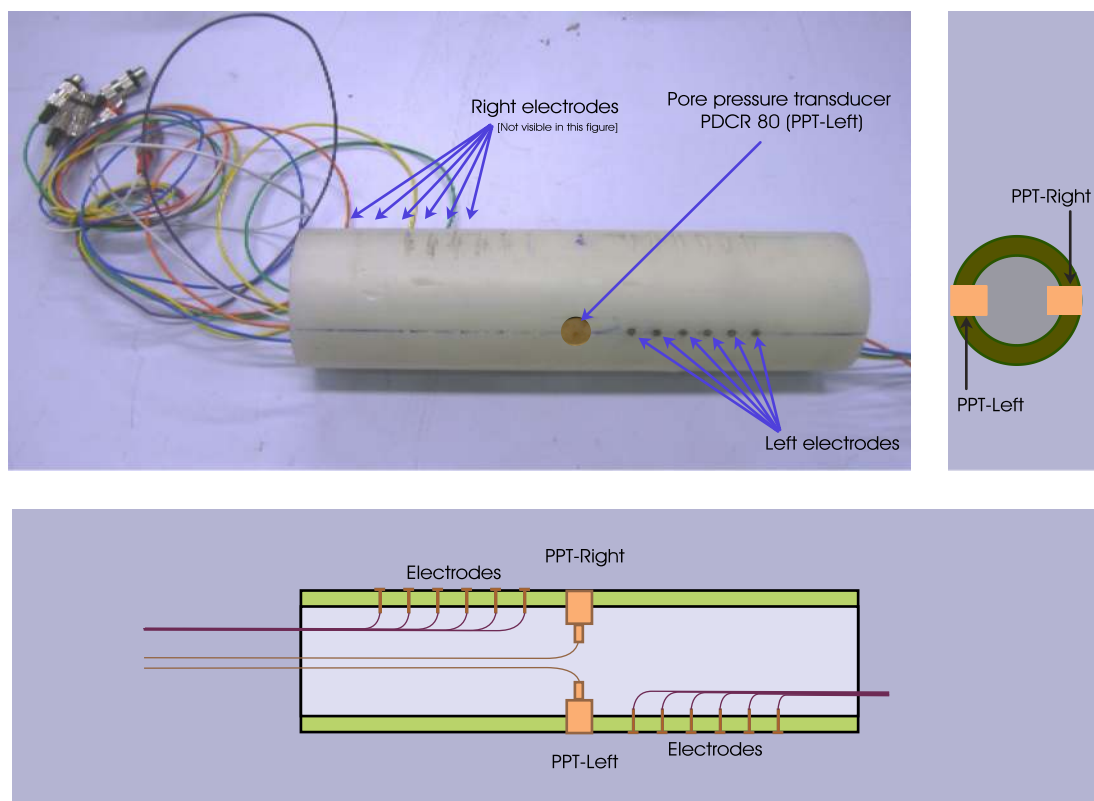 Right electrodes
[Not visible in this figure]
Pore pressure transducer
PDCR 80 (PPT-Left)
Left electrodes
PPT-Right
PPT-Left
PPT-Right
Electrodes
Electrodes
PPT-Left